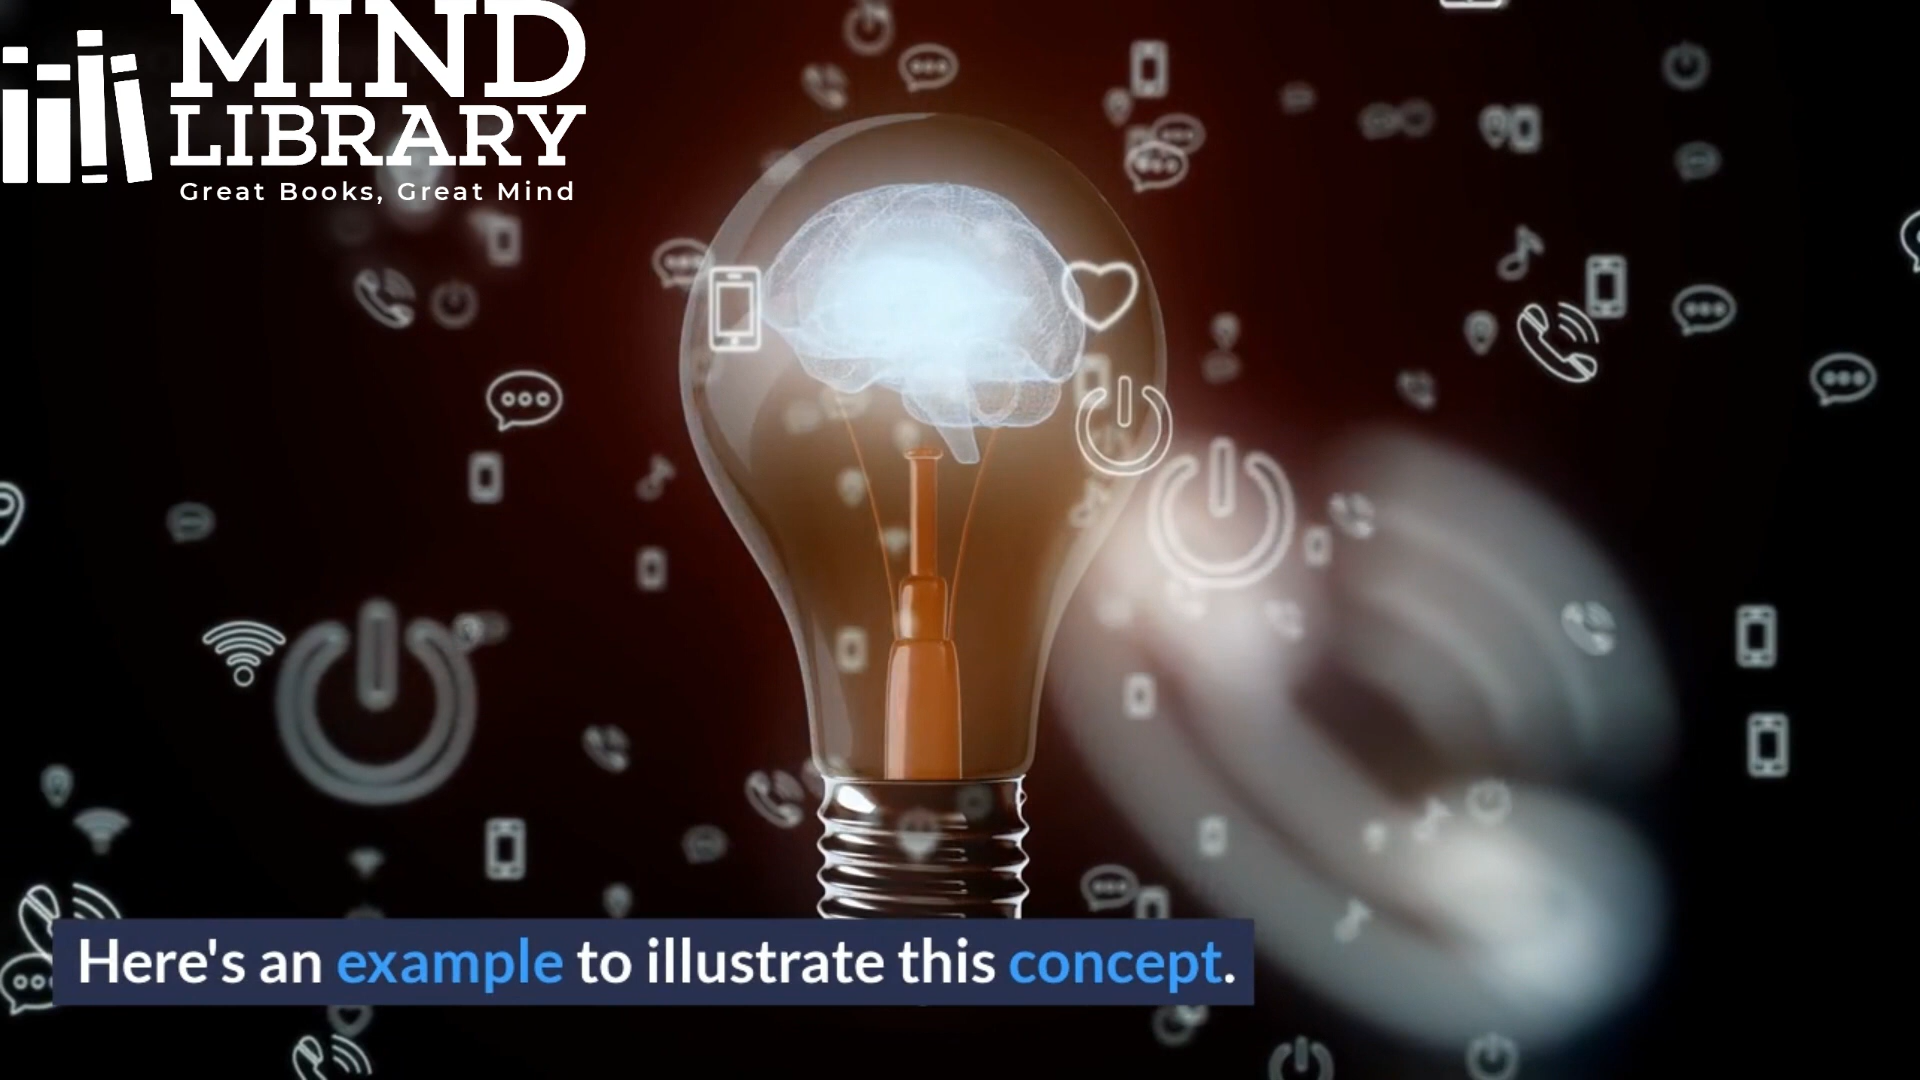 MIND
LIBRARY
Great Books, Great Mind
Here's an example to illustrate this concept.